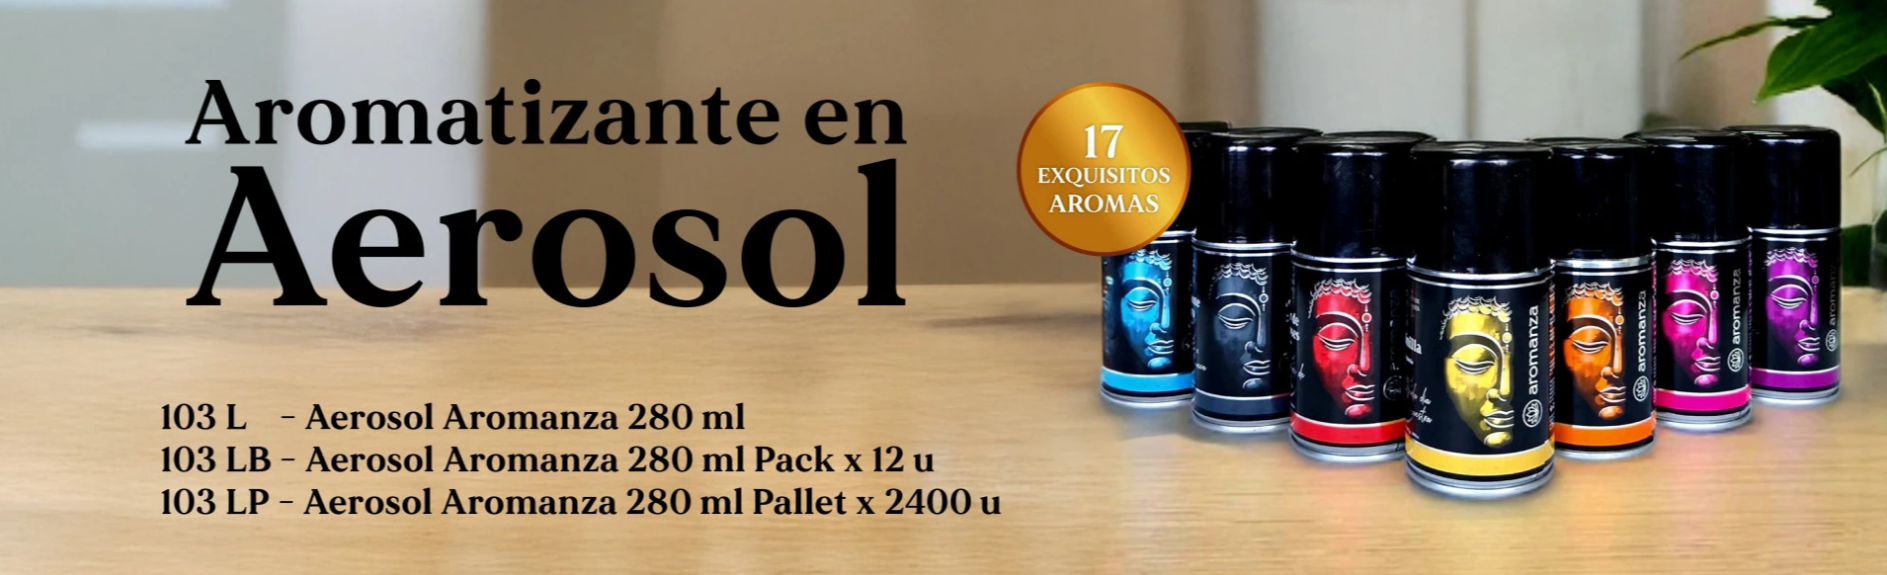 Aromatizante en
Aerosol
17
EXQUISITOS
AROMAS
103 L - Aerosol Aromanza 280 ml
103 LB - Aerosol Aromanza 280 ml Pack x 12 u
103 LP - Aerosol Aromanza 280 ml Pallet x 2400 u
aromanza
aromanza
aromanza
aromanza